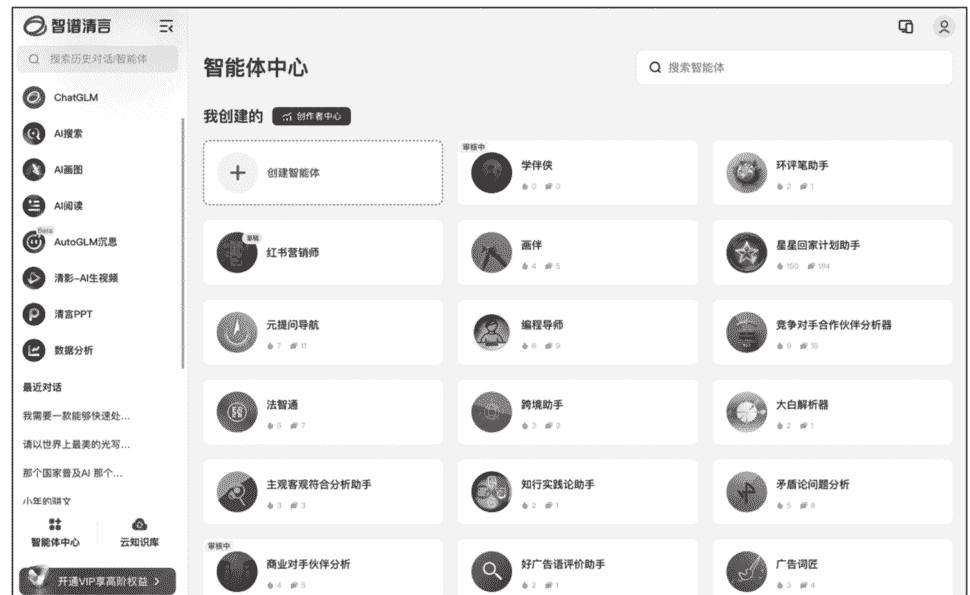 智谱清言
搜索历史对话/智能体
ChatGLM
AI搜索
AI画图
AI阅读
Beta
AutoGLM沉思
清影-AI生视频
清言PPT
数据分析
最近对话
我需要一款能够快速处...
请以世界上最美的光写...
那个国家普及AI 那个...
小年的骈文
智能体中心
云知识库
开通VIP享高阶权益 >
智能体中心
搜索智能体
我创建的
创作者中心
+ 创建智能体
审核中
学伴侠
0 0
环评笔助手
2 1
草稿
红书营销师
画伴
4 5
星星回家计划助手
150 184
元提问导航
7 11
编程导师
6 9
竞争对手合作伙伴分析器
9 16
法智通
5 7
跨境助手
3 3
大白解析器
2 1
主观客观符合分析助手
3 3
知行实践论助手
2 1
矛盾论问题分析
5 8
审核中
商业对手伙伴分析
4 5
好广告语评价助手
2 1
广告词匠
3 4